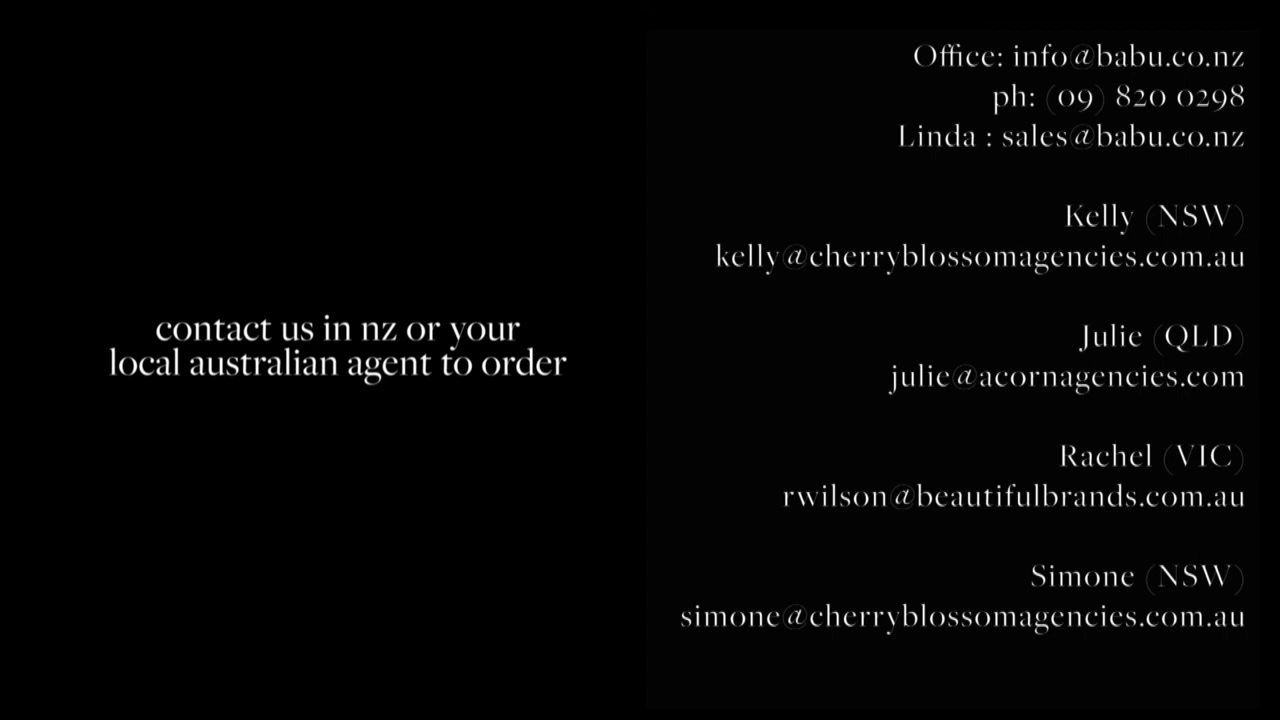 contact us in nz or your
local australian agent to order
Office: info@babu.co.nz
ph: (09) 820 0298
Linda : sales@babu.co.nz
Kelly (NSW)
kelly@cherryblossomagencies.com.au
Julie (QLD)
julie@acornagencies.com
Rachel (VIC)
rwilson@beautifulbrands.com.au
Simone (NSW)
simone@cherryblossomagencies.com.au